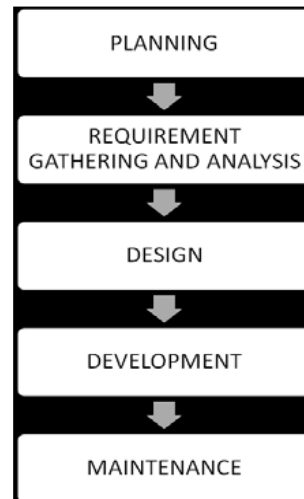 PLANNING
REQUIREMENT
GATHERING AND ANALYSIS
DESIGN
DEVELOPMENT
MAINTENANCE